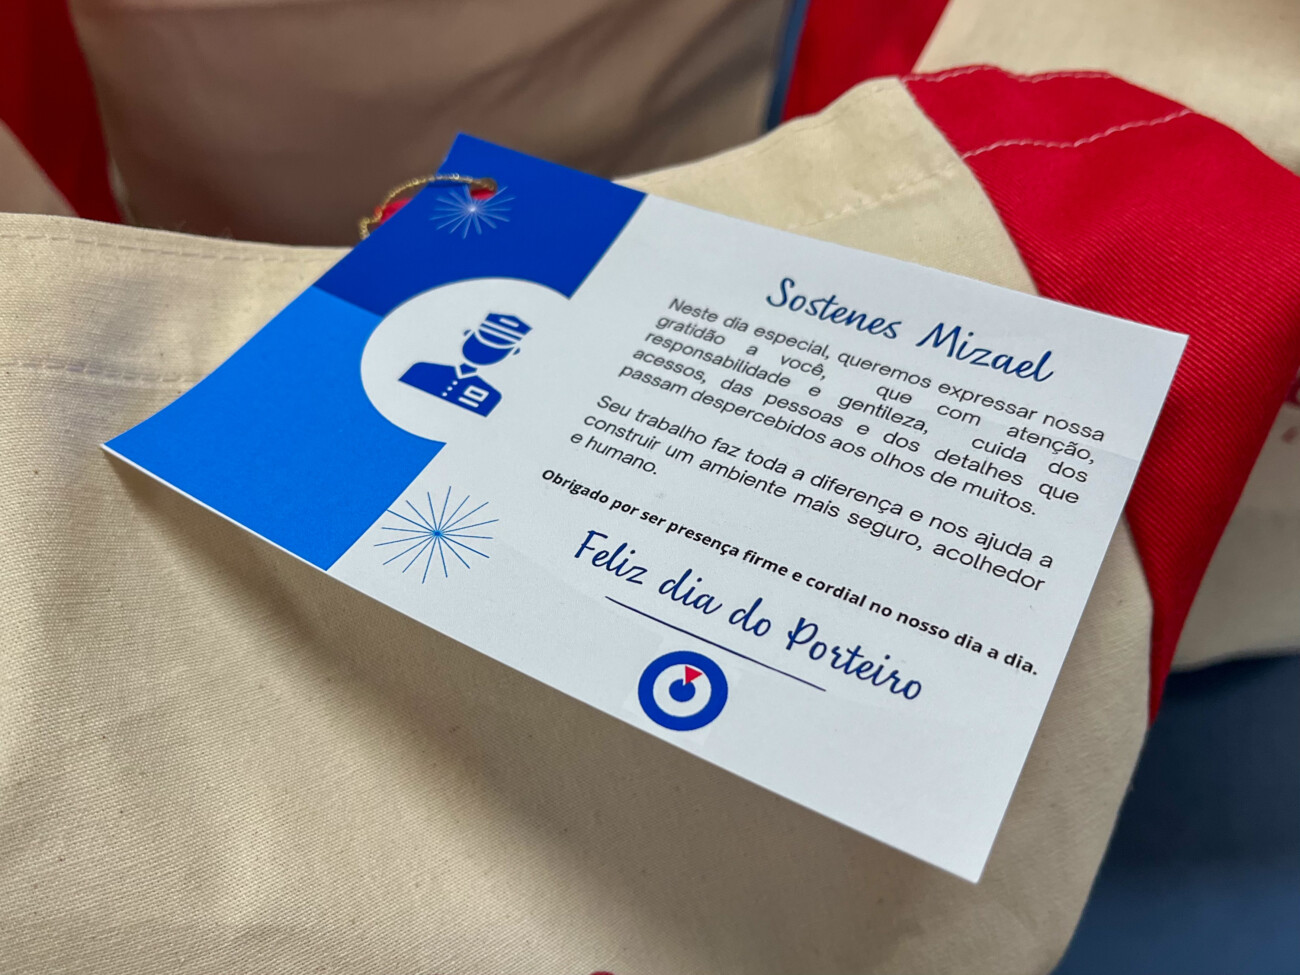 Sostenes Mizael
Neste dia especial, queremos expressar nossa
gratidão a você, que com atenção,
responsabilidade e gentileza, cuida dos
acessos, das pessoas e dos detalhes que
passam despercebidos aos olhos de muitos.
Seu trabalho faz toda a diferença e nos ajuda a
construir um ambiente mais seguro, acolhedor
e humano.
Obrigado por ser presença firme e cordial no nosso dia a dia.
Feliz dia do Porteiro